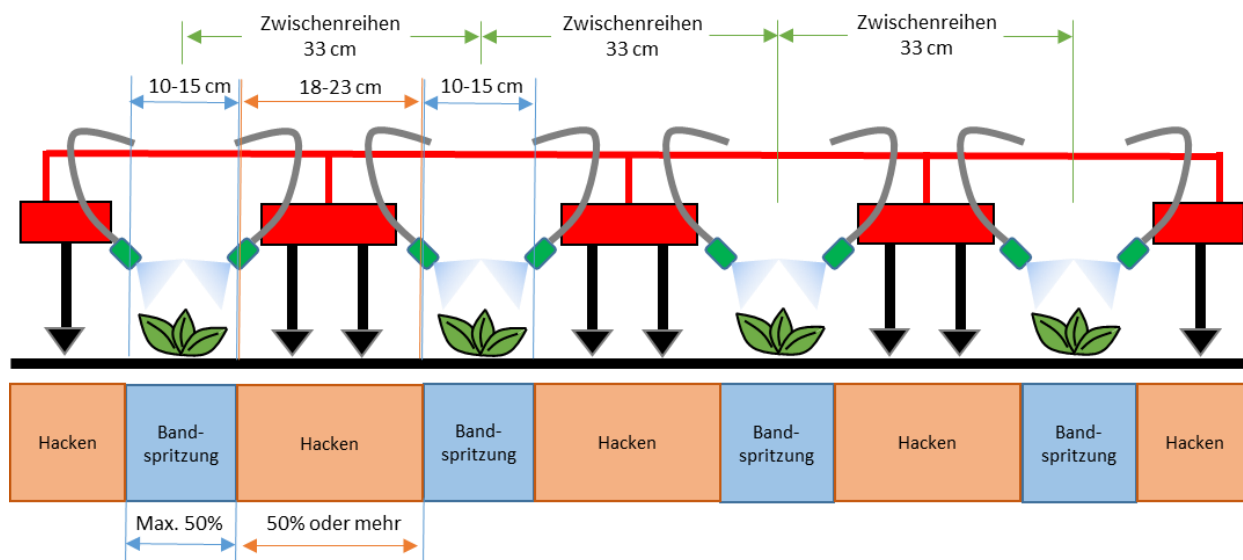 Zwischenreihen
33 cm
Zwischenreihen
33 cm
Zwischenreihen
33 cm
10-15 cm
18-23 cm
10-15 cm
Hacken
Band-
spritzung
Hacken
Band-
spritzung
Hacken
Band-
spritzung
Hacken
Band-
spritzung
Hacken
Max. 50%
50% oder mehr